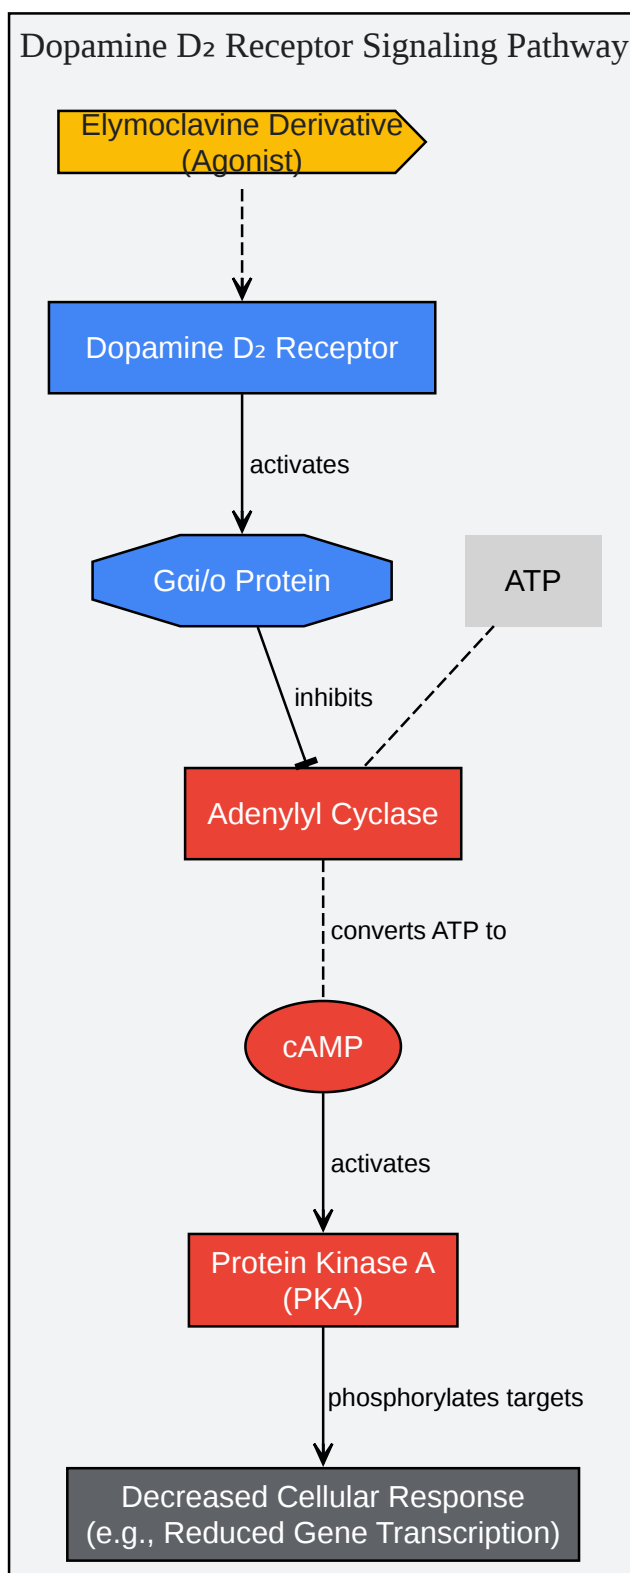 Dopamine D₂ Receptor Signaling Pathway
Elymoclavine Derivative
(Agonist)
Dopamine D₂ Receptor
activates
Gαi/o Protein
ATP
inhibits
Adenylyl Cyclase
converts ATP to
cAMP
activates
Protein Kinase A
(PKA)
phosphorylates targets
Decreased Cellular Response
(e.g., Reduced Gene Transcription)